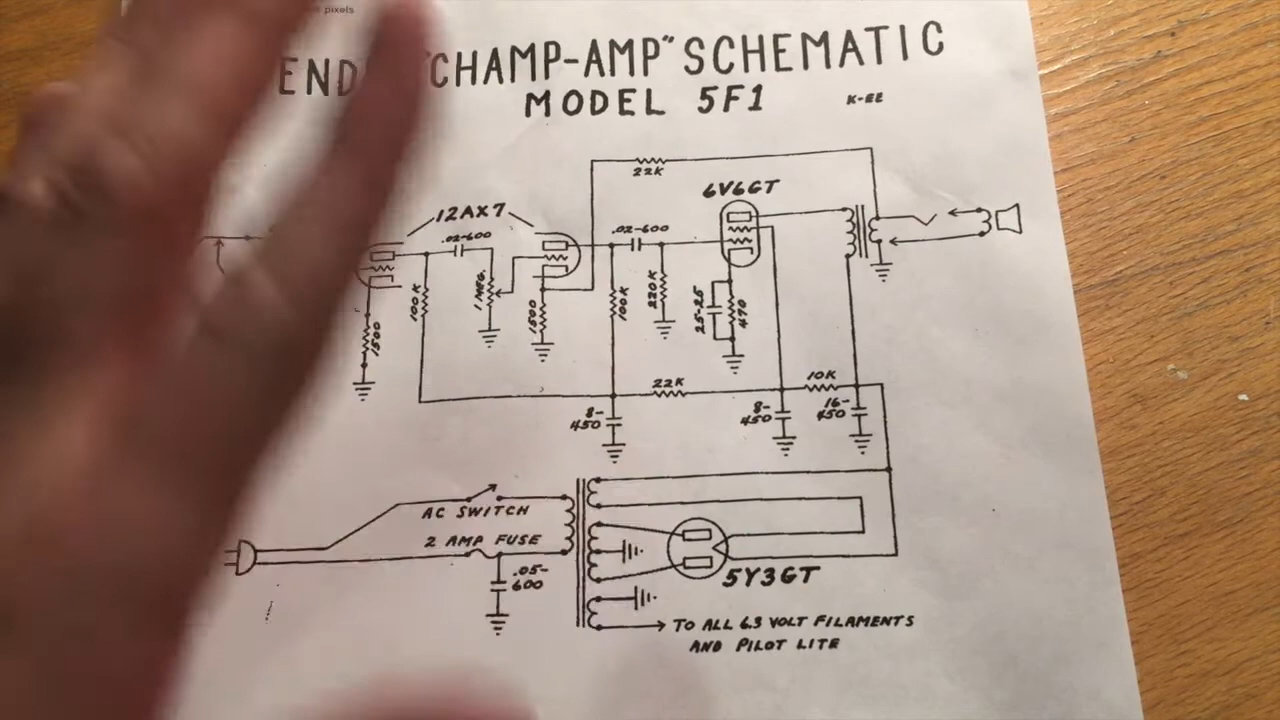 pixels
"CHAMP-AMP" SCHEMATIC
MODEL 5F1 K-EE
22K
6V6GT
12AX7
.02-600
.02-600
100K
1 MEG.
1500
100K
220K
25-25
470
1500
22K
10K
8-
450
8-
450
16-
450
AC SWITCH
2 AMP FUSE
.05-
600
5Y3GT
TO ALL 6.3 VOLT FILAMENTS
AND PILOT LITE